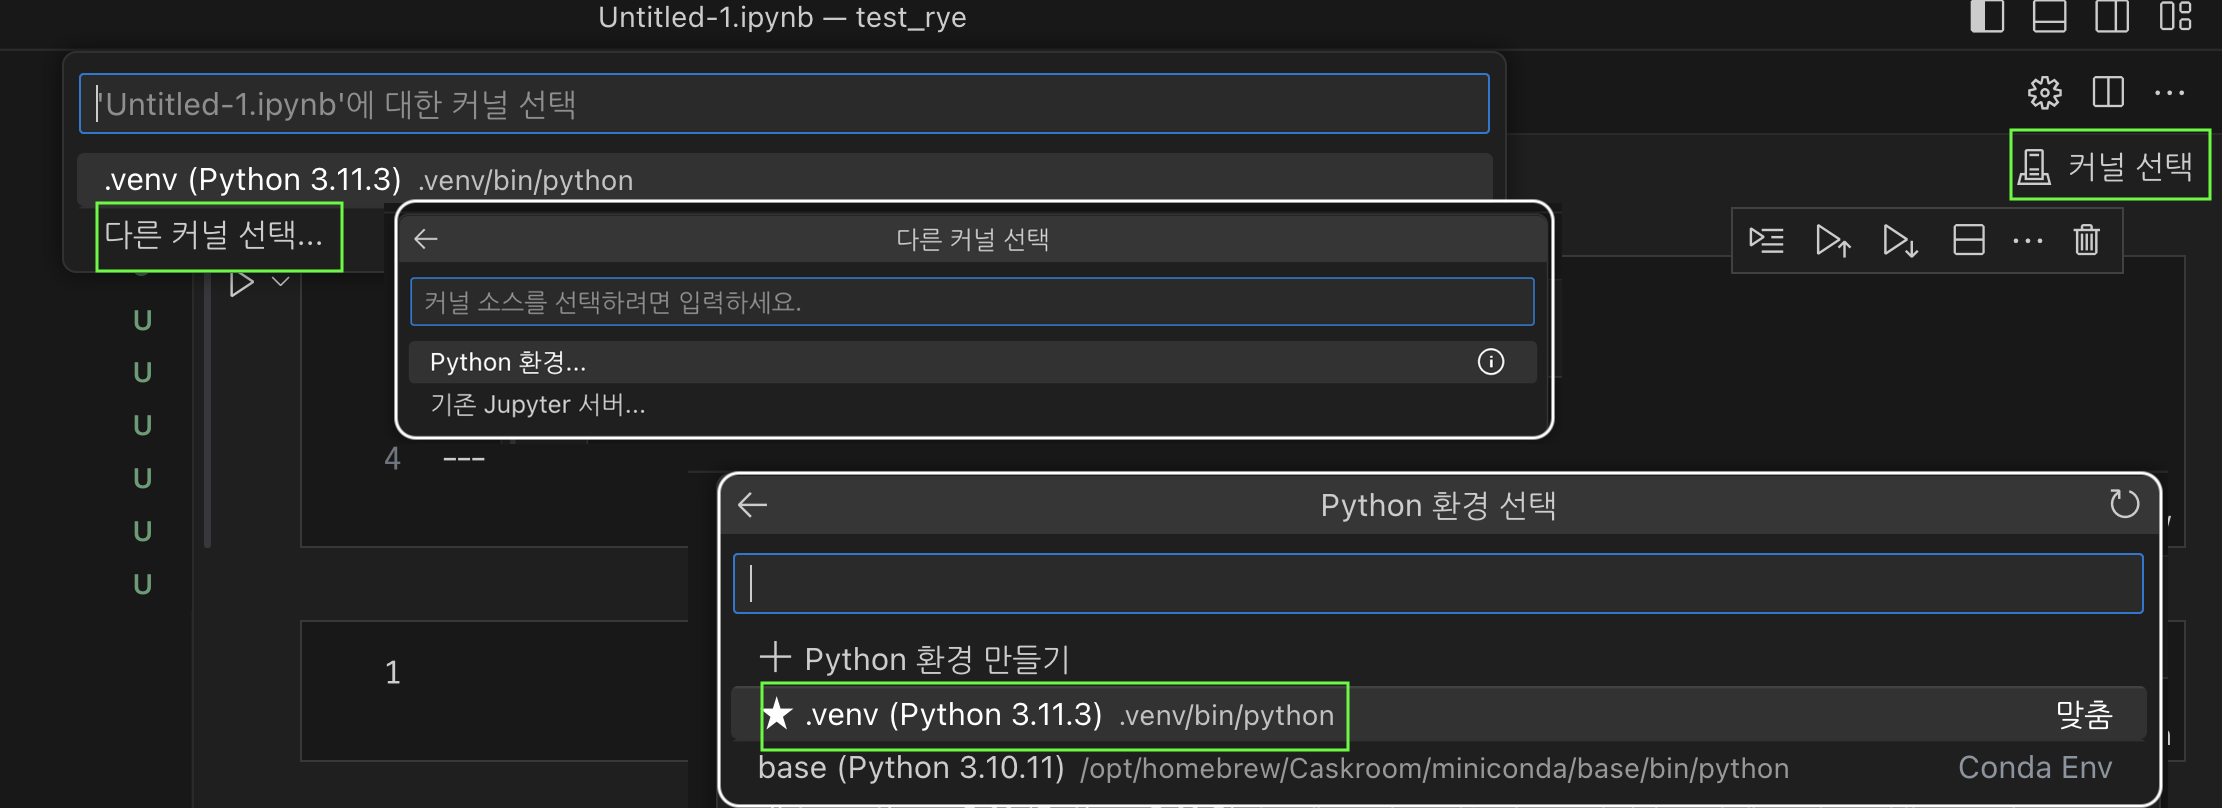 Untitled-1.ipynb — test_rye
'Untitled-1.ipynb'에 대한 커널 선택
커널 선택
.venv (Python 3.11.3) .venv/bin/python
다른 커널 선택...
다른 커널 선택
커널 소스를 선택하려면 입력하세요.
Python 환경...
기존 Jupyter 서버...
U
U
U
U
U
U
4 ---
Python 환경 선택
Python 환경 만들기
1
★ .venv (Python 3.11.3) .venv/bin/python 맞춤
base (Python 3.10.11) /opt/homebrew/Caskroom/miniconda/base/bin/python Conda Env